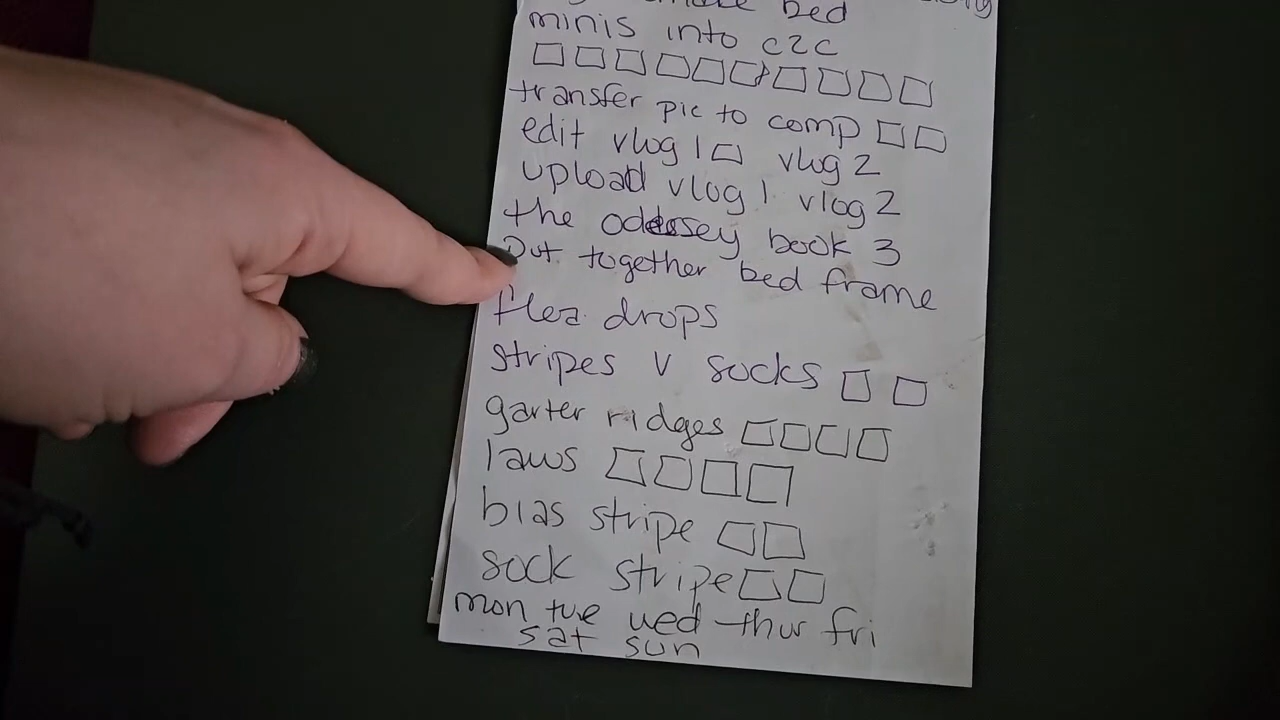 bed
minis into c2c
transfer pic to comp
edit vlog 1 vlog 2
upload vlog 1 vlog 2
the odessey book 3
Put together bed frame
flea drops
stripes v socks
garter ridges
laws
bias stripe
sock stripe
mon tue wed thur fri
sat sun